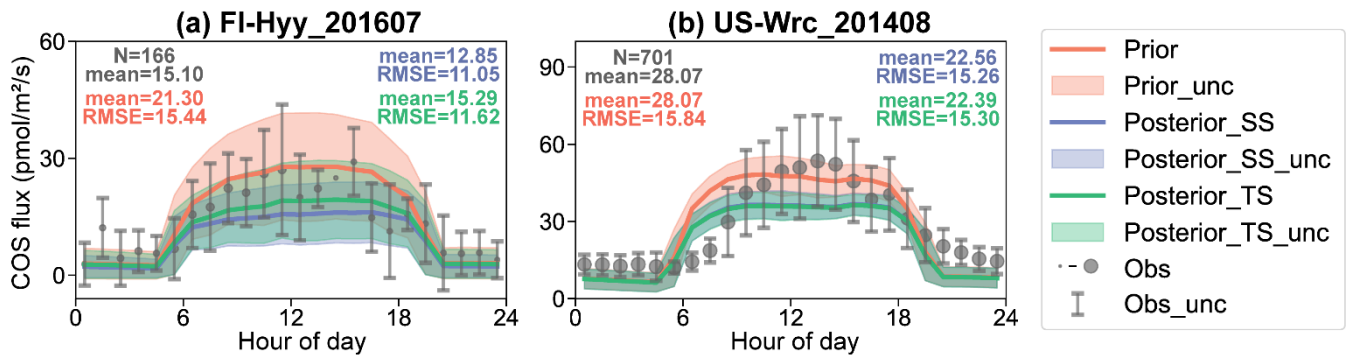 (a) FI-Hyy_201607
COS flux (pmol/m²/s)
60
30
0
N=166
mean=15.10
mean=21.30
RMSE=15.44
mean=12.85
RMSE=11.05
mean=15.29
RMSE=11.62
0 6 12 18 24
Hour of day
(b) US-Wrc_201408
90
60
30
0
N=701
mean=28.07
mean=28.07
RMSE=15.84
mean=22.56
RMSE=15.26
mean=22.39
RMSE=15.30
0 6 12 18 24
Hour of day
Prior
Prior_unc
Posterior_SS
Posterior_SS_unc
Posterior_TS
Posterior_TS_unc
Obs
Obs_unc